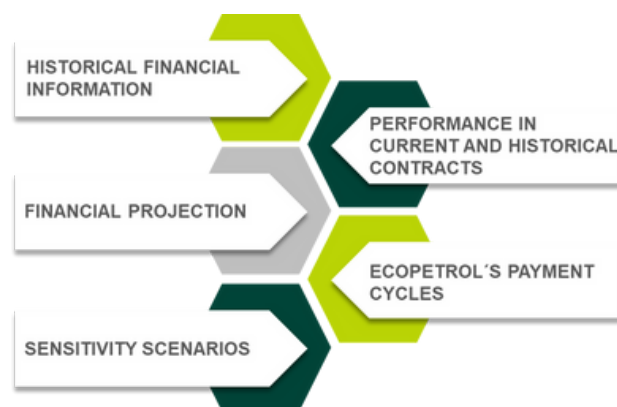 HISTORICAL FINANCIAL
INFORMATION
PERFORMANCE IN
CURRENT AND HISTORICAL
CONTRACTS
FINANCIAL PROJECTION
ECOPETROL´S PAYMENT
CYCLES
SENSITIVITY SCENARIOS